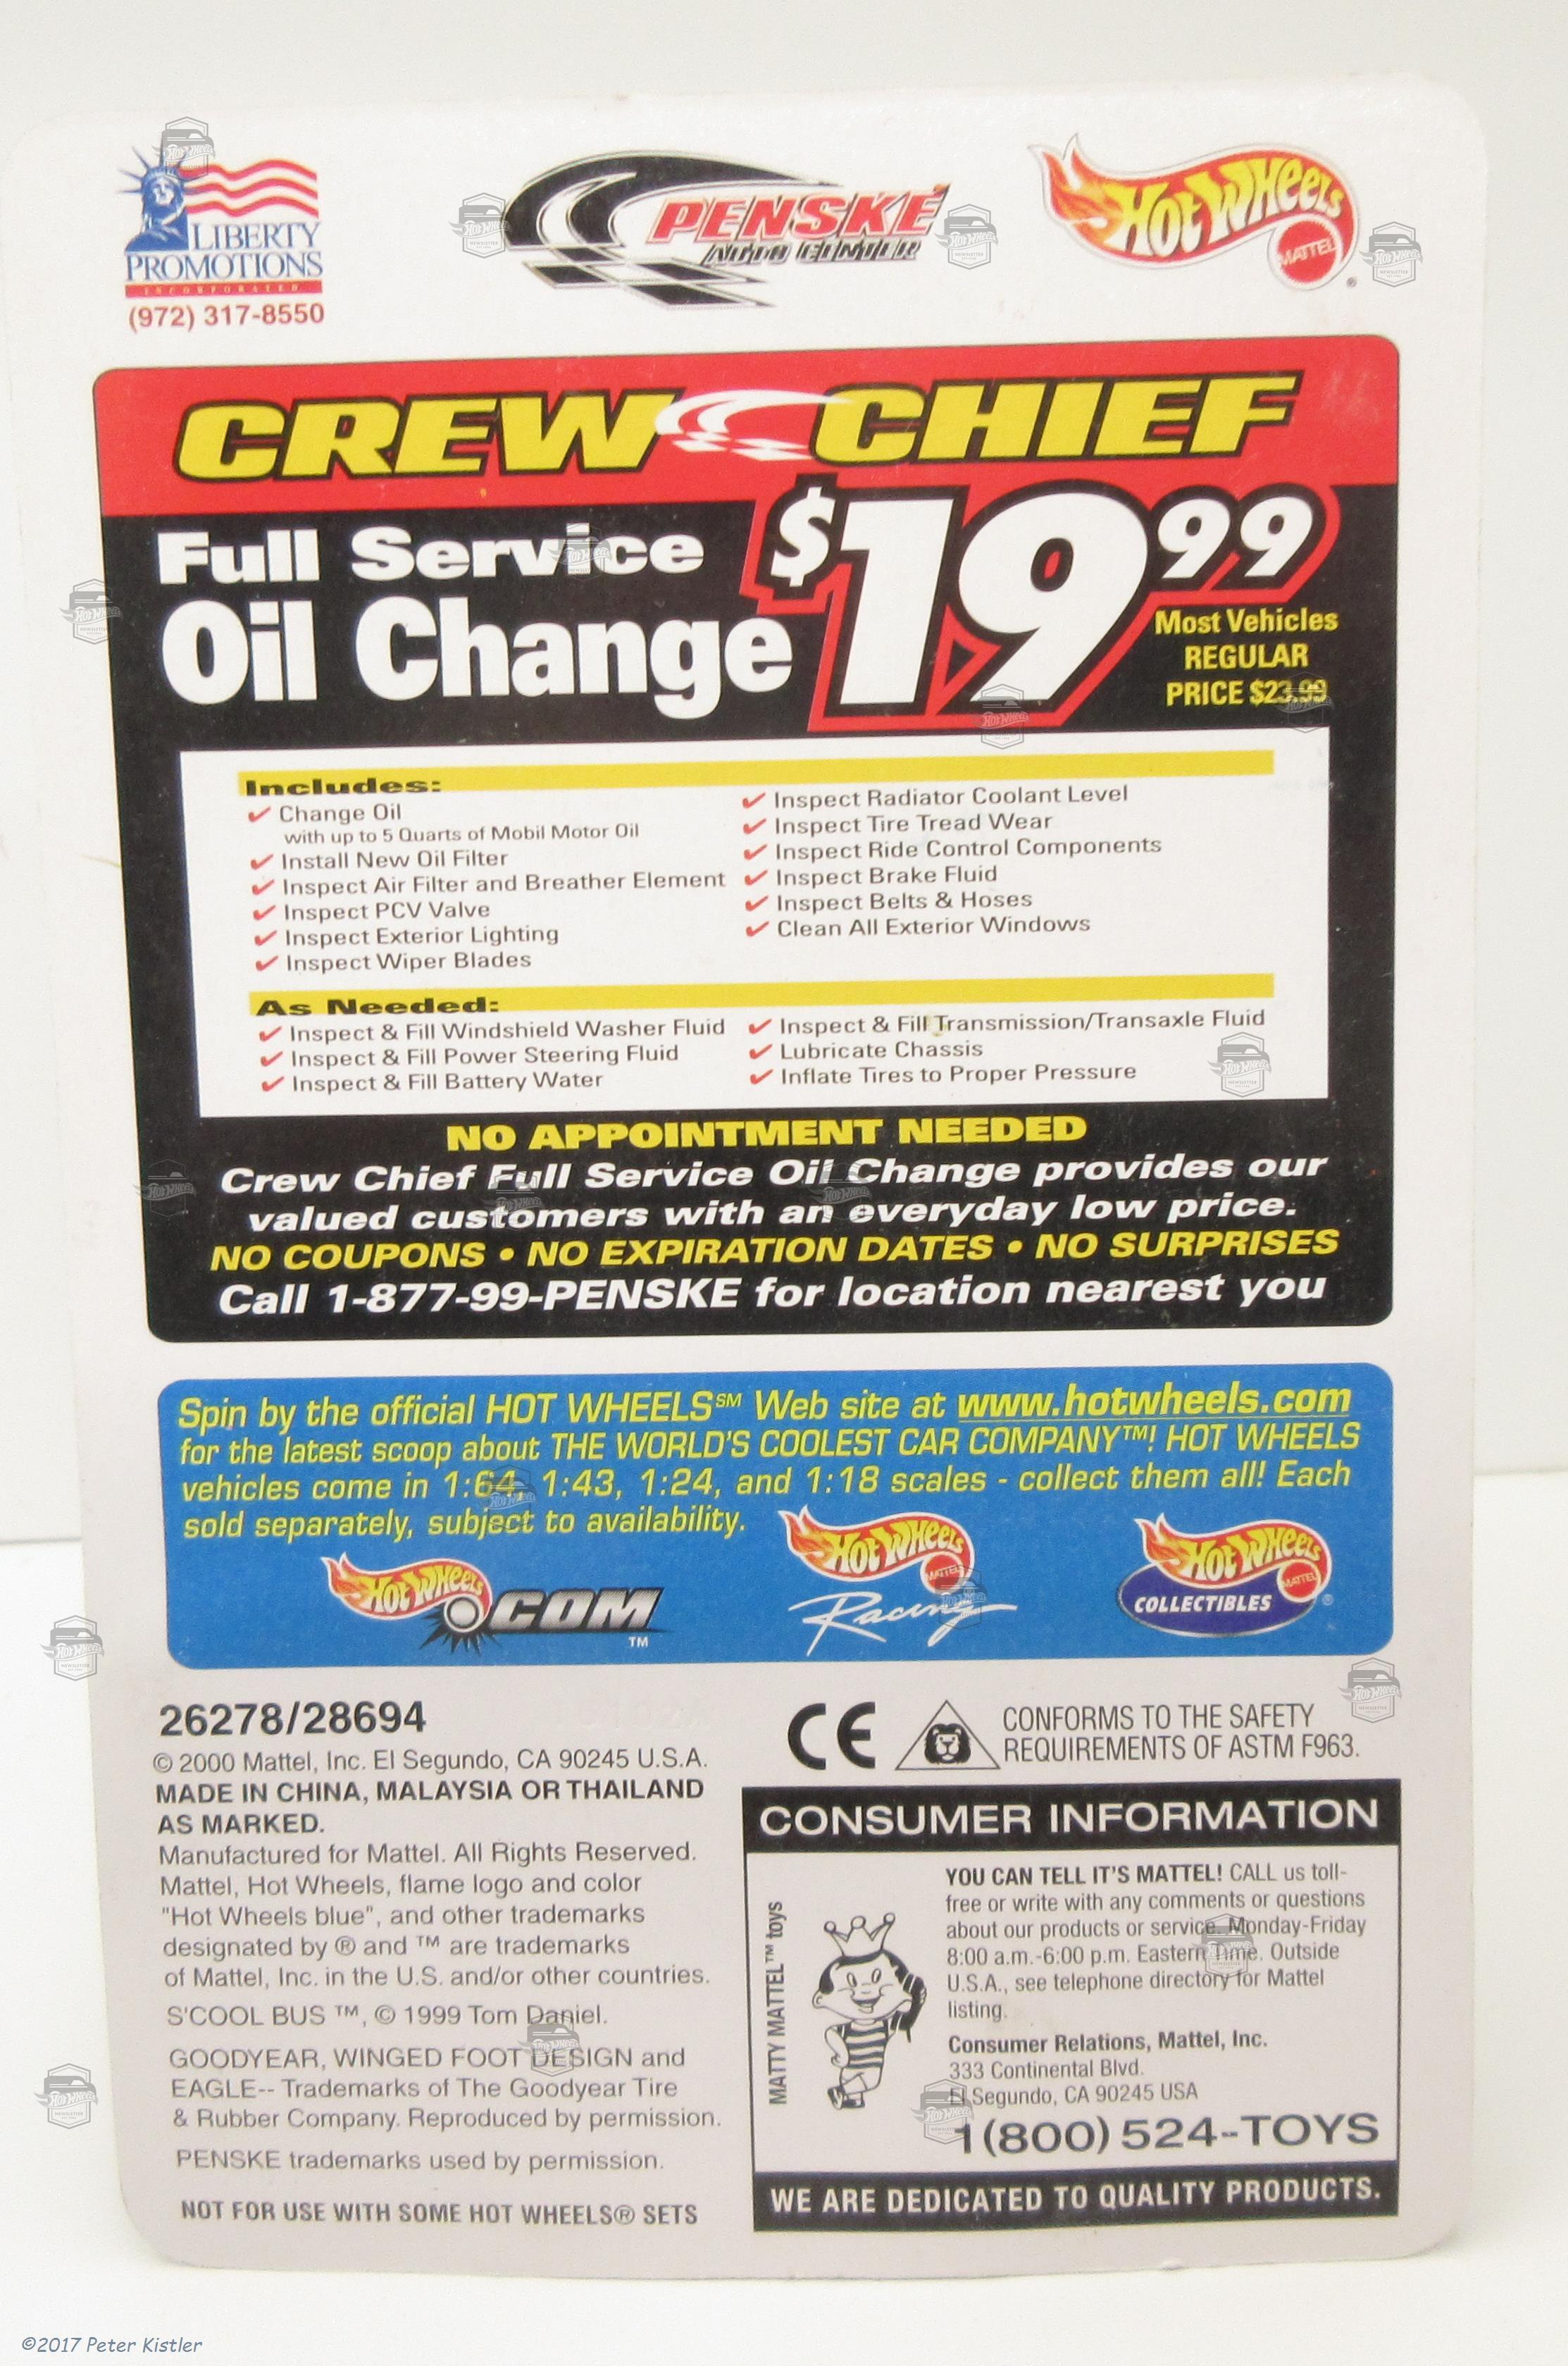 LIBERTY
PROMOTIONS
INCORPORATED
(972) 317-8550
PENSKE
AUTO CENTER
HOT WHEELS
MATTEL
®
CREW CHIEF
Full Service
Oil Change
$19.99
Most Vehicles
REGULAR
PRICE $23.99
Includes:
✓ Change Oil
with up to 5 Quarts of Mobil Motor Oil
✓ Install New Oil Filter
✓ Inspect Air Filter and Breather Element
✓ Inspect PCV Valve
✓ Inspect Exterior Lighting
✓ Inspect Wiper Blades
✓ Inspect Radiator Coolant Level
✓ Inspect Tire Tread Wear
✓ Inspect Ride Control Components
✓ Inspect Brake Fluid
✓ Inspect Belts & Hoses
✓ Clean All Exterior Windows
As Needed:
✓ Inspect & Fill Windshield Washer Fluid
✓ Inspect & Fill Power Steering Fluid
✓ Inspect & Fill Battery Water
✓ Inspect & Fill Transmission/Transaxle Fluid
✓ Lubricate Chassis
✓ Inflate Tires to Proper Pressure
NO APPOINTMENT NEEDED
Crew Chief Full Service Oil Change provides our
valued customers with an everyday low price.
NO COUPONS • NO EXPIRATION DATES • NO SURPRISES
Call 1-877-99-PENSKE for location nearest you
Spin by the official HOT WHEELS℠ Web site at www.hotwheels.com
for the latest scoop about THE WORLD'S COOLEST CAR COMPANY™! HOT WHEELS
vehicles come in 1:64, 1:43, 1:24, and 1:18 scales - collect them all! Each
sold separately, subject to availability.
HOT WHEELS .COM ™
HOT WHEELS MATTEL
Racing
HOT WHEELS MATTEL
COLLECTIBLES ®
26278/28694
© 2000 Mattel, Inc. El Segundo, CA 90245 U.S.A.
MADE IN CHINA, MALAYSIA OR THAILAND
AS MARKED.
Manufactured for Mattel. All Rights Reserved.
Mattel, Hot Wheels, flame logo and color
"Hot Wheels blue", and other trademarks
designated by ® and ™ are trademarks
of Mattel, Inc. in the U.S. and/or other countries.
S'COOL BUS ™, © 1999 Tom Daniel.
GOODYEAR, WINGED FOOT DESIGN and
EAGLE-- Trademarks of The Goodyear Tire
& Rubber Company. Reproduced by permission.
PENSKE trademarks used by permission.
NOT FOR USE WITH SOME HOT WHEELS® SETS
CE
CONFORMS TO THE SAFETY
REQUIREMENTS OF ASTM F963.
CONSUMER INFORMATION
MATTY MATTEL™ toys
YOU CAN TELL IT'S MATTEL! CALL us toll-
free or write with any comments or questions
about our products or service. Monday-Friday
8:00 a.m.-6:00 p.m. Eastern Time. Outside
U.S.A., see telephone directory for Mattel
listing.
Consumer Relations, Mattel, Inc.
333 Continental Blvd.
El Segundo, CA 90245 USA
1(800) 524-TOYS
WE ARE DEDICATED TO QUALITY PRODUCTS.
©2017 Peter Kistler